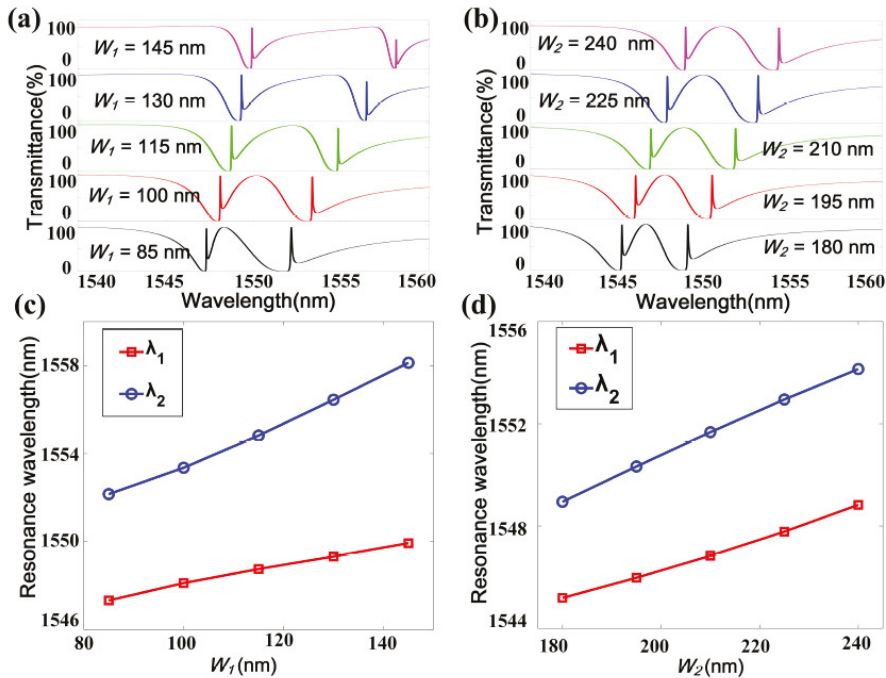 (a)
Transmittance(%)
100
0
W₁ = 145 nm
100
0
W₁ = 130 nm
100
0
W₁ = 115 nm
100
0
W₁ = 100 nm
100
0
W₁ = 85 nm
1540 1545 1550 1555 1560
Wavelength(nm)
(b)
Transmittance(%)
100
0
W₂ = 240 nm
100
0
W₂ = 225 nm
100
0
W₂ = 210 nm
100
0
W₂ = 195 nm
100
0
W₂ = 180 nm
1540 1545 1550 1555 1560
Wavelength(nm)
(c)
Resonance wavelength(nm)
1558
1554
1550
1546
λ₁
λ₂
80 100 120 140
W₁(nm)
(d)
Resonance wavelength(nm)
1556
1552
1548
1544
λ₁
λ₂
180 200 220 240
W₂(nm)